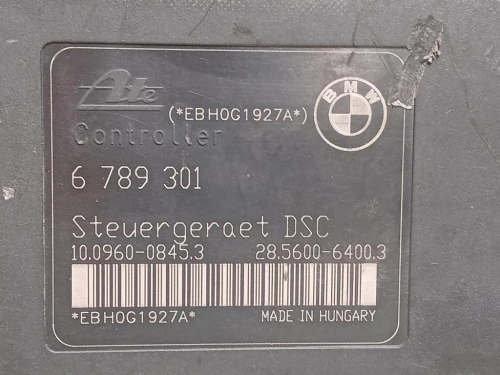 Ate
(*EBH0G1927A*)
BMW
Controller
6 789 301
Steuergeraet DSC
10.0960-0845.3 28.5600-6400.3
*EBH0G1927A* MADE IN HUNGARY